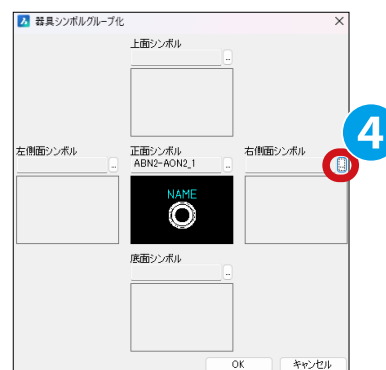 器具シンボルグループ化
上面シンボル
..
左側面シンボル
..
正面シンボル
ABN2-AON2_1
..
右側面シンボル
..
4
NAME
底面シンボル
..
OK
キャンセル